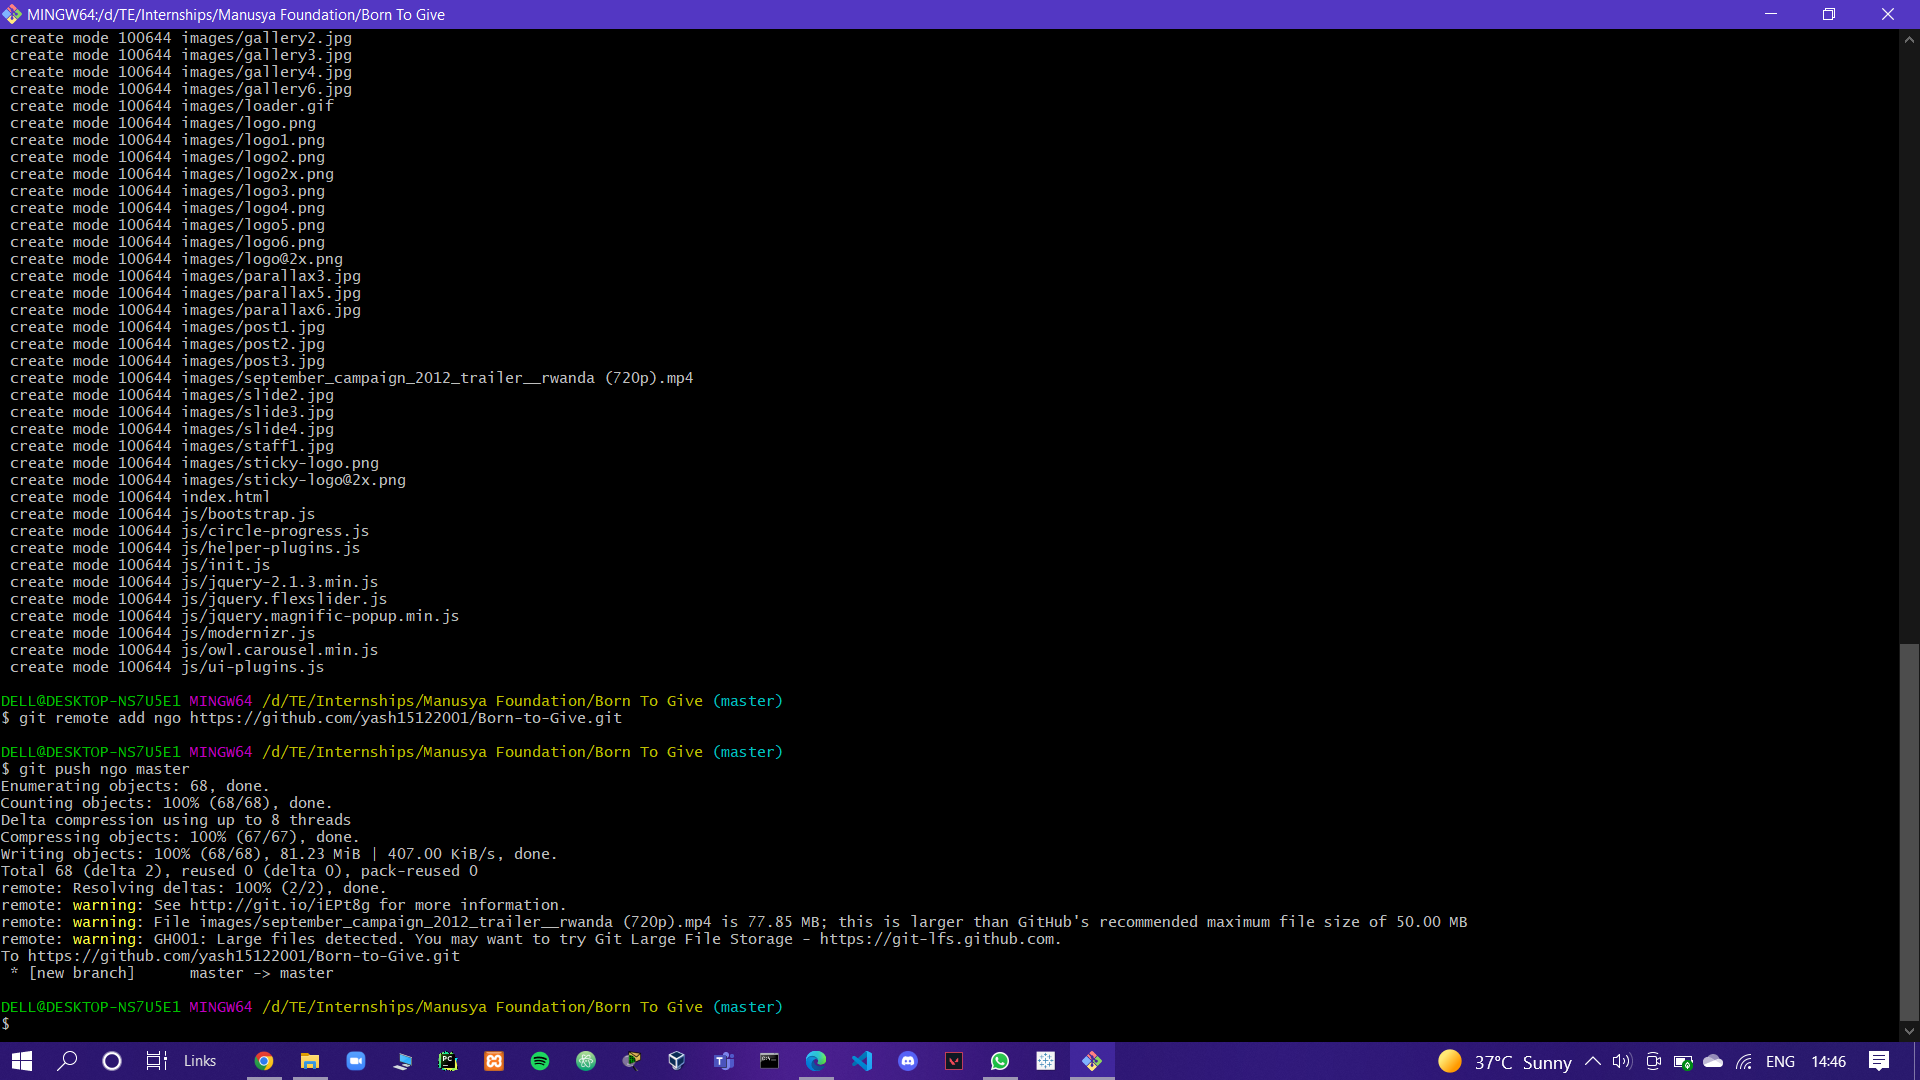 MINGW64:/d/TE/Internships/Manusya Foundation/Born To Give
create mode 100644 images/gallery2.jpg
create mode 100644 images/gallery3.jpg
create mode 100644 images/gallery4.jpg
create mode 100644 images/gallery6.jpg
create mode 100644 images/loader.gif
create mode 100644 images/logo.png
create mode 100644 images/logo1.png
create mode 100644 images/logo2.png
create mode 100644 images/logo2x.png
create mode 100644 images/logo3.png
create mode 100644 images/logo4.png
create mode 100644 images/logo5.png
create mode 100644 images/logo6.png
create mode 100644 images/logo@2x.png
create mode 100644 images/parallax3.jpg
create mode 100644 images/parallax5.jpg
create mode 100644 images/parallax6.jpg
create mode 100644 images/post1.jpg
create mode 100644 images/post2.jpg
create mode 100644 images/post3.jpg
create mode 100644 images/september_campaign_2012_trailer__rwanda (720p).mp4
create mode 100644 images/slide2.jpg
create mode 100644 images/slide3.jpg
create mode 100644 images/slide4.jpg
create mode 100644 images/staff1.jpg
create mode 100644 images/sticky-logo.png
create mode 100644 images/sticky-logo@2x.png
create mode 100644 index.html
create mode 100644 js/bootstrap.js
create mode 100644 js/circle-progress.js
create mode 100644 js/helper-plugins.js
create mode 100644 js/init.js
create mode 100644 js/jquery-2.1.3.min.js
create mode 100644 js/jquery.flexslider.js
create mode 100644 js/jquery.magnific-popup.min.js
create mode 100644 js/modernizr.js
create mode 100644 js/owl.carousel.min.js
create mode 100644 js/ui-plugins.js
DELL@DESKTOP-NS7U5E1 MINGW64 /d/TE/Internships/Manusya Foundation/Born To Give (master)
$ git remote add ngo https://github.com/yash15122001/Born-to-Give.git
DELL@DESKTOP-NS7U5E1 MINGW64 /d/TE/Internships/Manusya Foundation/Born To Give (master)
$ git push ngo master
Enumerating objects: 68, done.
Counting objects: 100% (68/68), done.
Delta compression using up to 8 threads
Compressing objects: 100% (67/67), done.
Writing objects: 100% (68/68), 81.23 MiB | 407.00 KiB/s, done.
Total 68 (delta 2), reused 0 (delta 0), pack-reused 0
remote: Resolving deltas: 100% (2/2), done.
remote: warning: See http://git.io/iEPt8g for more information.
remote: warning: File images/september_campaign_2012_trailer__rwanda (720p).mp4 is 77.85 MB; this is larger than GitHub's recommended maximum file size of 50.00 MB
remote: warning: GH001: Large files detected. You may want to try Git Large File Storage - https://git-lfs.github.com.
To https://github.com/yash15122001/Born-to-Give.git
* [new branch]      master -> master
DELL@DESKTOP-NS7U5E1 MINGW64 /d/TE/Internships/Manusya Foundation/Born To Give (master)
$
Links 37°C Sunny ENG 14:46